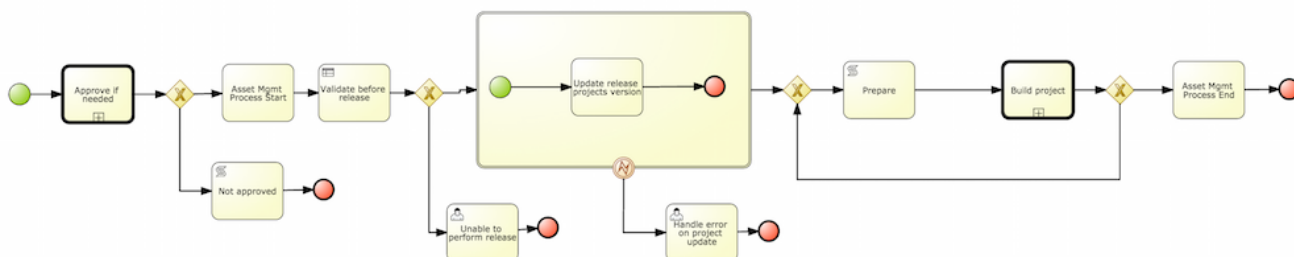 Approve if
needed
Asset Mgmt
Process Start
Validate before
release
Update release
projects version
Prepare
Build project
Asset Mgmt
Process End
Not approved
Unable to
perform release
Handle error
on project
update